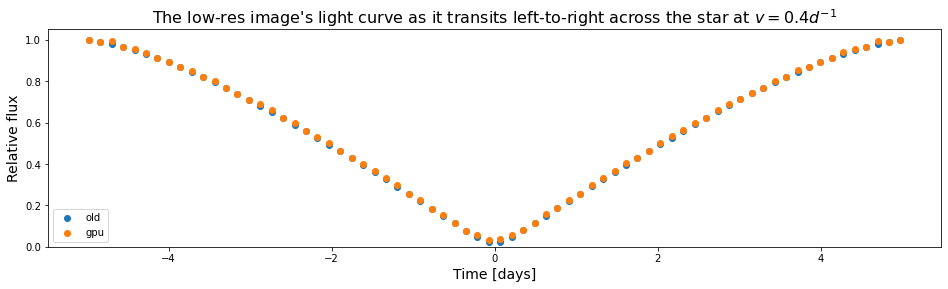 The low-res image's light curve as it transits left-to-right across the star at v = 0.4d⁻¹
1.0
0.8
0.6
0.4
0.2
0.0
Relative flux
old
gpu
−4
−2
0
2
4
Time [days]